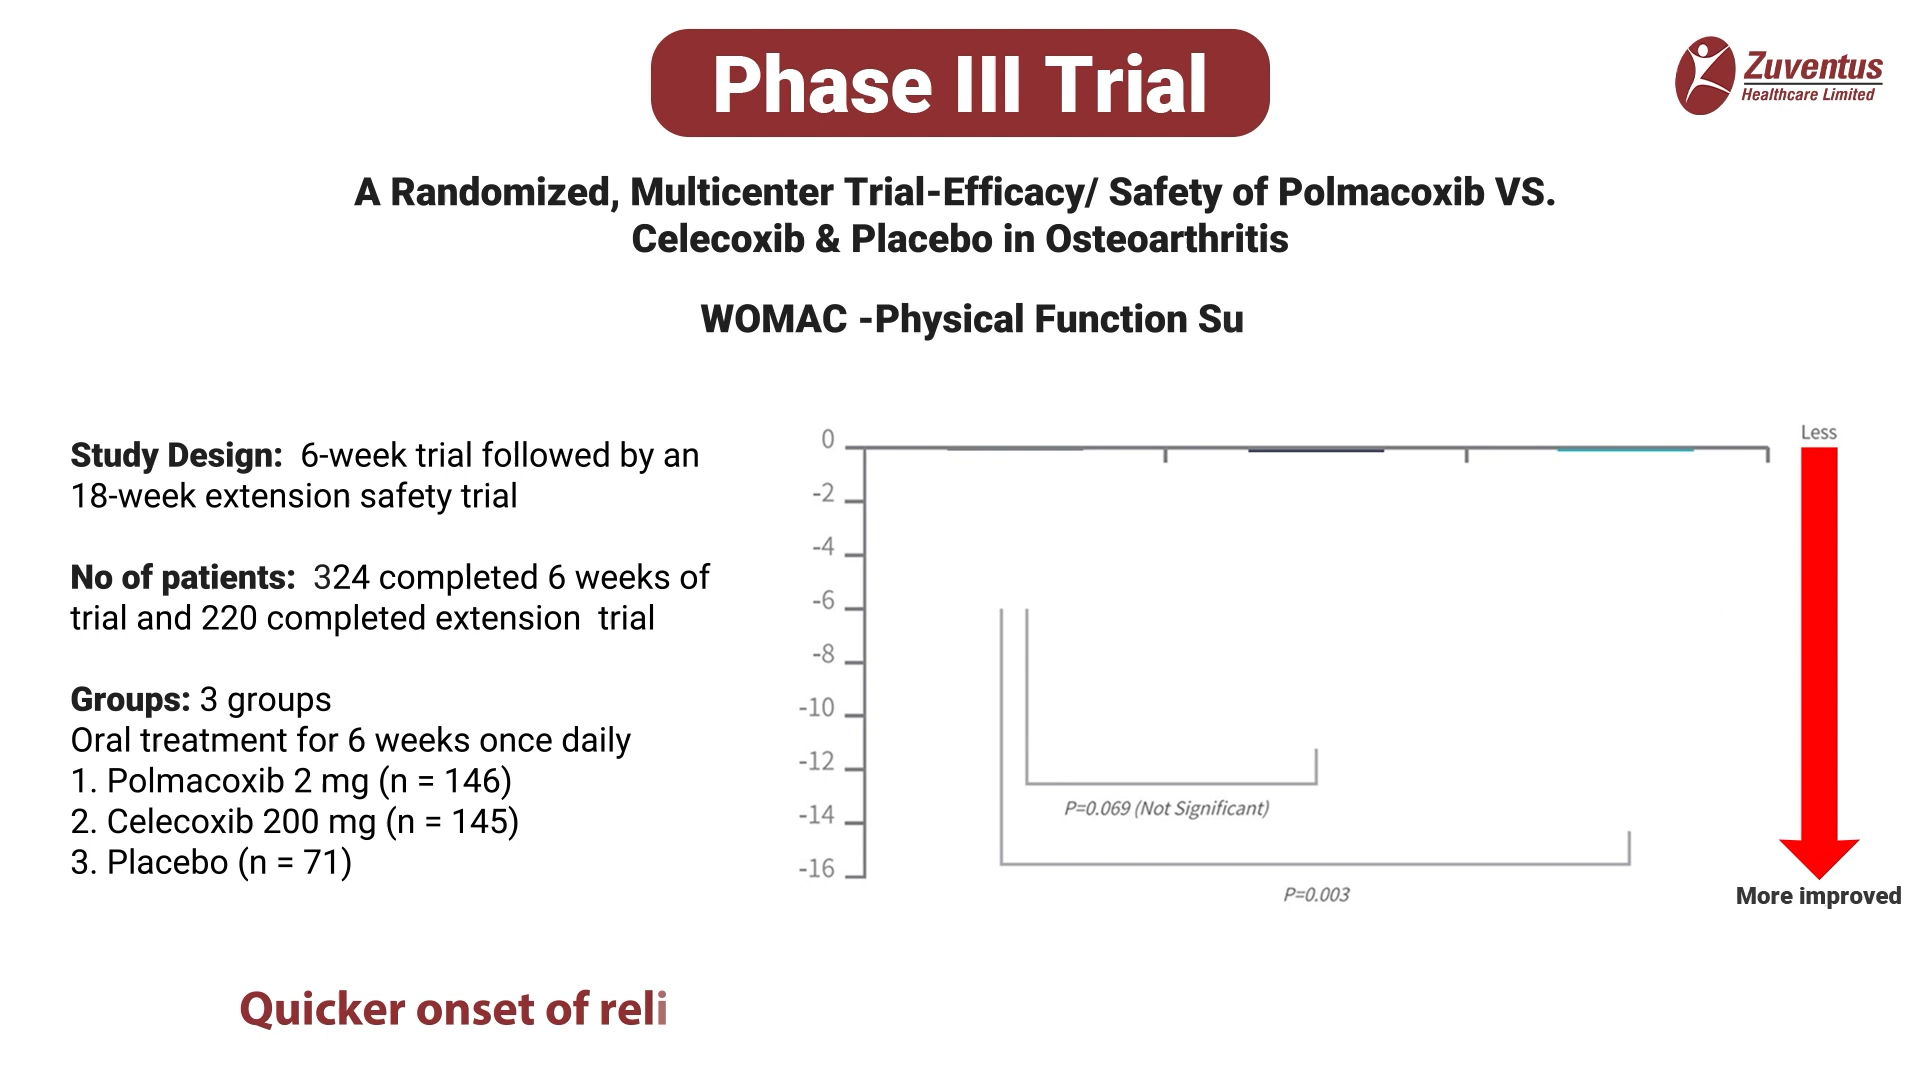 Phase III Trial
Zuventus
Healthcare Limited
A Randomized, Multicenter Trial-Efficacy/ Safety of Polmacoxib VS.
Celecoxib & Placebo in Osteoarthritis
WOMAC -Physical Function Su
Study Design: 6-week trial followed by an
18-week extension safety trial
No of patients: 324 completed 6 weeks of
trial and 220 completed extension trial
Groups: 3 groups
Oral treatment for 6 weeks once daily
1. Polmacoxib 2 mg (n = 146)
2. Celecoxib 200 mg (n = 145)
3. Placebo (n = 71)
0
-2
-4
-6
-8
-10
-12
-14
-16
P=0.069 (Not Significant)
P=0.003
Less
More improved
Quicker onset of reli